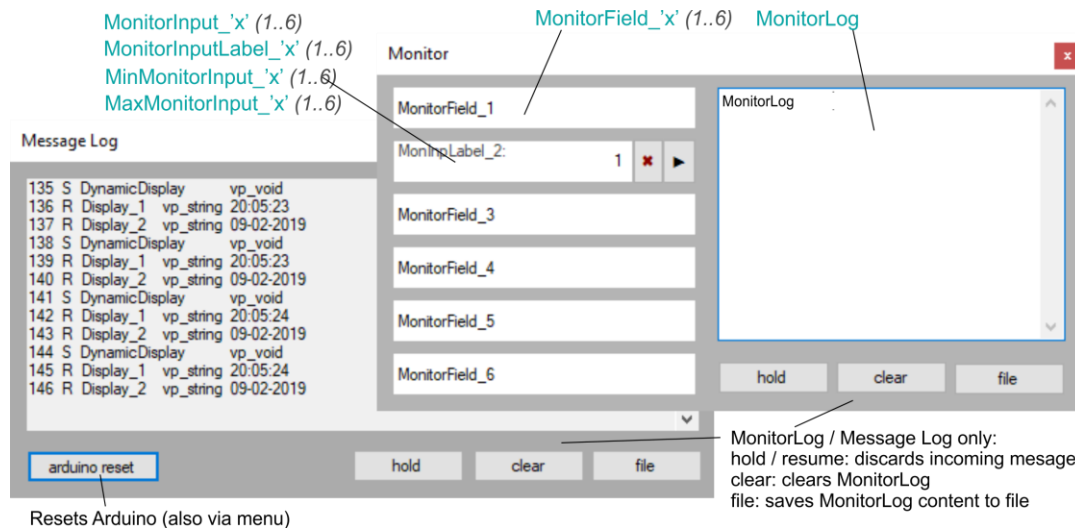 MonitorInput_'x' (1..6)
MonitorInputLabel_'x' (1..6)
MinMonitorInput_'x' (1..6)
MaxMonitorInput_'x' (1..6)
MonitorField_'x' (1..6)
MonitorLog
Monitor
x
MonitorField_1
MonInpLabel_2:
1
MonitorField_3
MonitorField_4
MonitorField_5
MonitorField_6
MonitorLog
hold
clear
file
Message Log
135 S DynamicDisplay vp_void
136 R Display_1 vp_string 20:05:23
137 R Display_2 vp_string 09-02-2019
138 S DynamicDisplay vp_void
139 R Display_1 vp_string 20:05:23
140 R Display_2 vp_string 09-02-2019
141 S DynamicDisplay vp_void
142 R Display_1 vp_string 20:05:24
143 R Display_2 vp_string 09-02-2019
144 S DynamicDisplay vp_void
145 R Display_1 vp_string 20:05:24
146 R Display_2 vp_string 09-02-2019
arduino reset
hold
clear
file
MonitorLog / Message Log only:
hold / resume: discards incoming mesage
clear: clears MonitorLog
file: saves MonitorLog content to file
Resets Arduino (also via menu)